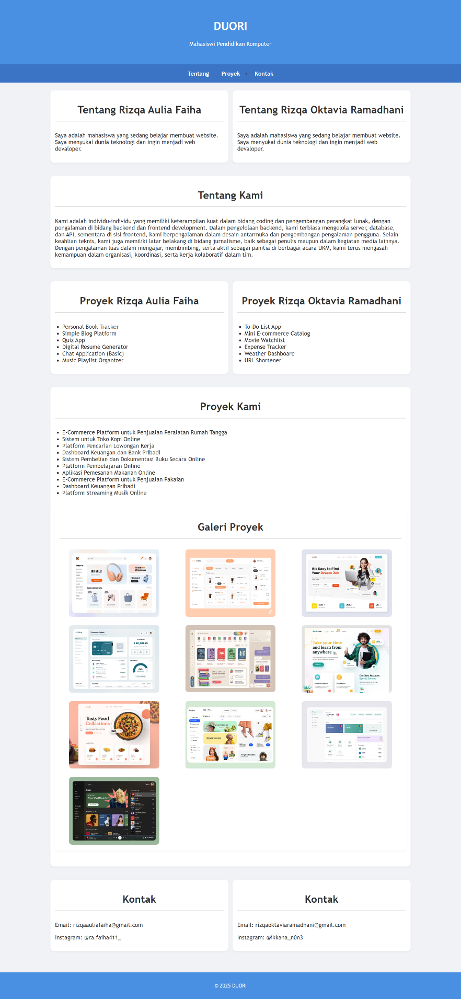 DUORI
Mahasiswi Pendidikan Komputer
Tentang Proyek \ Kontak
Tentang Rizqa Aulia Faiha
Saya adalah mahasiswa yang sedang belajar membuat website.
Saya menyukai dunia teknologi dan ingin menjadi web
devaloper.
Tentang Rizqa Oktavia Ramadhani
Saya adalah mahasiswa yang sedang belajar membuat website.
Saya menyukai dunia teknologi dan ingin menjadi web
devaloper.
Tentang Kami
Kami adalah individu-individu yang memiliki keterampilan kuat dalam bidang coding dan pengembangan perangkat lunak, dengan
pengalaman di bidang backend dan frontend development. Dalam pengelolaan backend, kami terbiasa mengelola server, database,
dan API, sementara di sisi frontend, kami berpengalaman dalam desain antarmuka dan pengembangan pengalaman pengguna. Selain
keahlian teknis, kami juga memiliki latar belakang di bidang jurnalisme, baik sebagai penulis maupun dalam kegiatan media lainnya.
Dengan pengalaman luas dalam mengajar, membimbing, serta aktif sebagai panitia di berbagai acara UKM, kami terus mengasah
kemampuan dalam organisasi, koordinasi, serta kerja kolaboratif dalam tim.
Proyek Rizqa Aulia Faiha
• Personal Book Tracker
• Simple Blog Platform
• Quiz App
• Digital Resume Generator
• Chat Application (Basic)
• Music Playlist Organizer
Proyek Rizqa Oktavia Ramadhani
• To-Do List App
• Mini E-commerce Catalog
• Movie Watchlist
• Expense Tracker
• Weather Dashboard
• URL Shortener
Proyek Kami
• E-Commerce Platform untuk Penjualan Peralatan Rumah Tangga
• Sistem untuk Toko Kopi Online
• Platform Pencarian Lowongan Kerja
• Dashboard Keuangan dan Bank Pribadi
• Sistem Pembelian dan Dokumentasi Buku Secara Online
• Platform Pembelajaran Online
• Aplikasi Pemesanan Makanan Online
• E-Commerce Platform untuk Penjualan Pakaian
• Dashboard Keuangan Pribadi
• Platform Streaming Musik Online
Galeri Proyek
BIG SALE!
It's Easy to Find
Your Dream Job
50K +
20K +
2K +
Take your time
and learn from
anywhere
Our Best Features
Special For you
Tasty Food
Collections
Explore
Kontak
Email: rizqaauliafaiha@gmail.com
Instagram: @ra.faiha411_
Kontak
Email: rizqaoktaviaramadhani@gmail.com
Instagram: @ikkana_n0n3
© 2025 DUORI